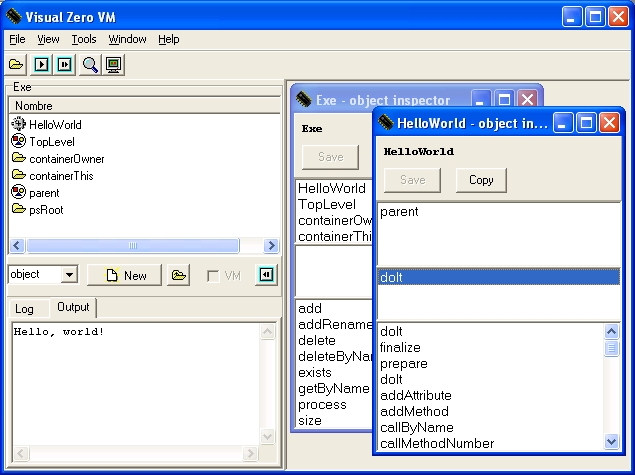 Visual Zero VM
File View Tools Window Help
Exe
Nombre
HelloWorld
TopLevel
containerOwner
containerThis
parent
psRoot
object
New
VM
Log
Output
Hello, world!
Exe - object inspector
Exe
Save
HelloWorld
TopLevel
containerOw
containerThi
add
addRename
delete
deleteByNa
exists
getByName
process
size
HelloWorld - object in...
HelloWorld
Save
Copy
parent
doIt
doIt
finalize
prepare
doIt
addAttribute
addMethod
callByName
callMethodNumber